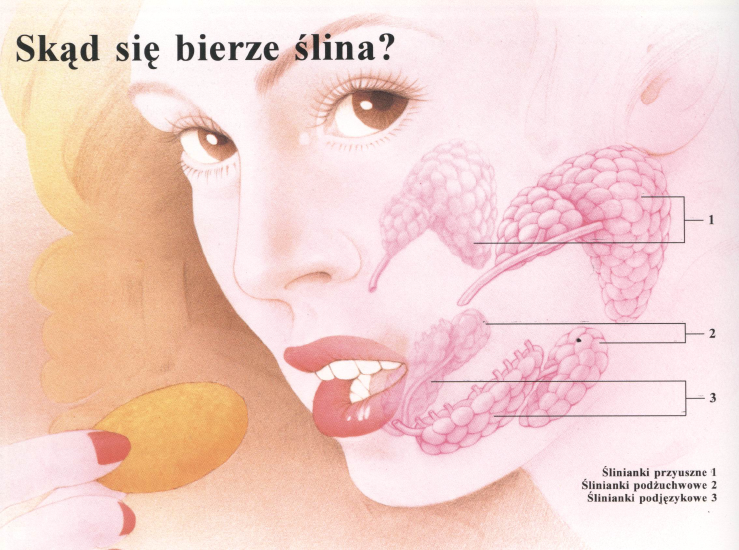 Skąd się bierze ślina?
1
2
3
Ślinianki przyuszne 1
Ślinianki podżuchwowe 2
Ślinianki podjęzykowe 3